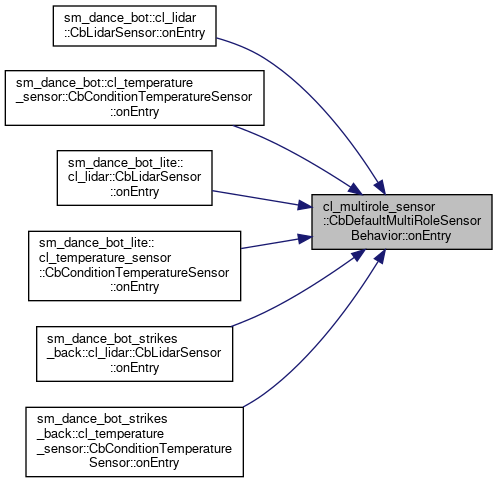 sm_dance_bot::cl_lidar
::CbLidarSensor::onEntry
sm_dance_bot::cl_temperature
_sensor::CbConditionTemperatureSensor
::onEntry
sm_dance_bot_lite::
cl_lidar::CbLidarSensor
::onEntry
cl_multirole_sensor
::CbDefaultMultiRoleSensor
Behavior::onEntry
sm_dance_bot_lite::
cl_temperature_sensor
::CbConditionTemperatureSensor
::onEntry
sm_dance_bot_strikes
_back::cl_lidar::CbLidarSensor
::onEntry
sm_dance_bot_strikes
_back::cl_temperature
_sensor::CbConditionTemperature
Sensor::onEntry